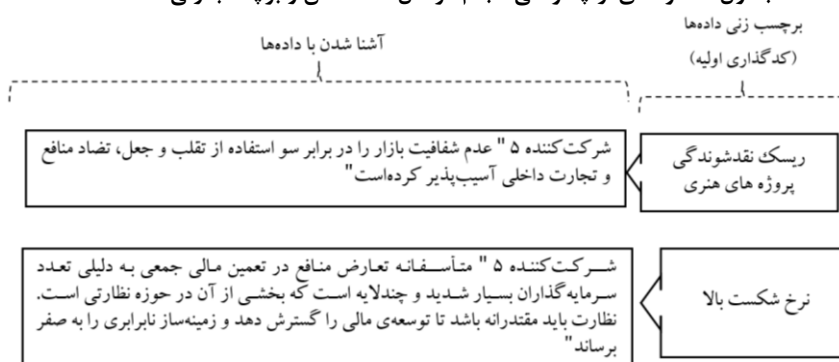 برچسب زنی داده‌ها
(کدگذاری اولیه)
آشنا شدن با داده‌ها
ریسک نقدشوندگی
پروژه های هنری
شرکت‌کننده ۵ " عدم شفافیت بازار را در برابر سو استفاده از تقلب و جعل، تضاد منافع
و تجارت داخلی آسیب‌پذیر کرده‌است"
نرخ شکست بالا
شرکت‌کننده ۵ " متأسفانه تعارض منافع در تعمین مالی جمعی به دلیلی تعدد
سرمایه‌گذاران بسیار شدید و چندلایه است که بخشی از آن در حوزه نظارتی است.
نظارت باید مقتدرانه باشد تا توسعه‌ی مالی را گسترش دهد و زمینه‌ساز نابرابری را به صفر
برساند"